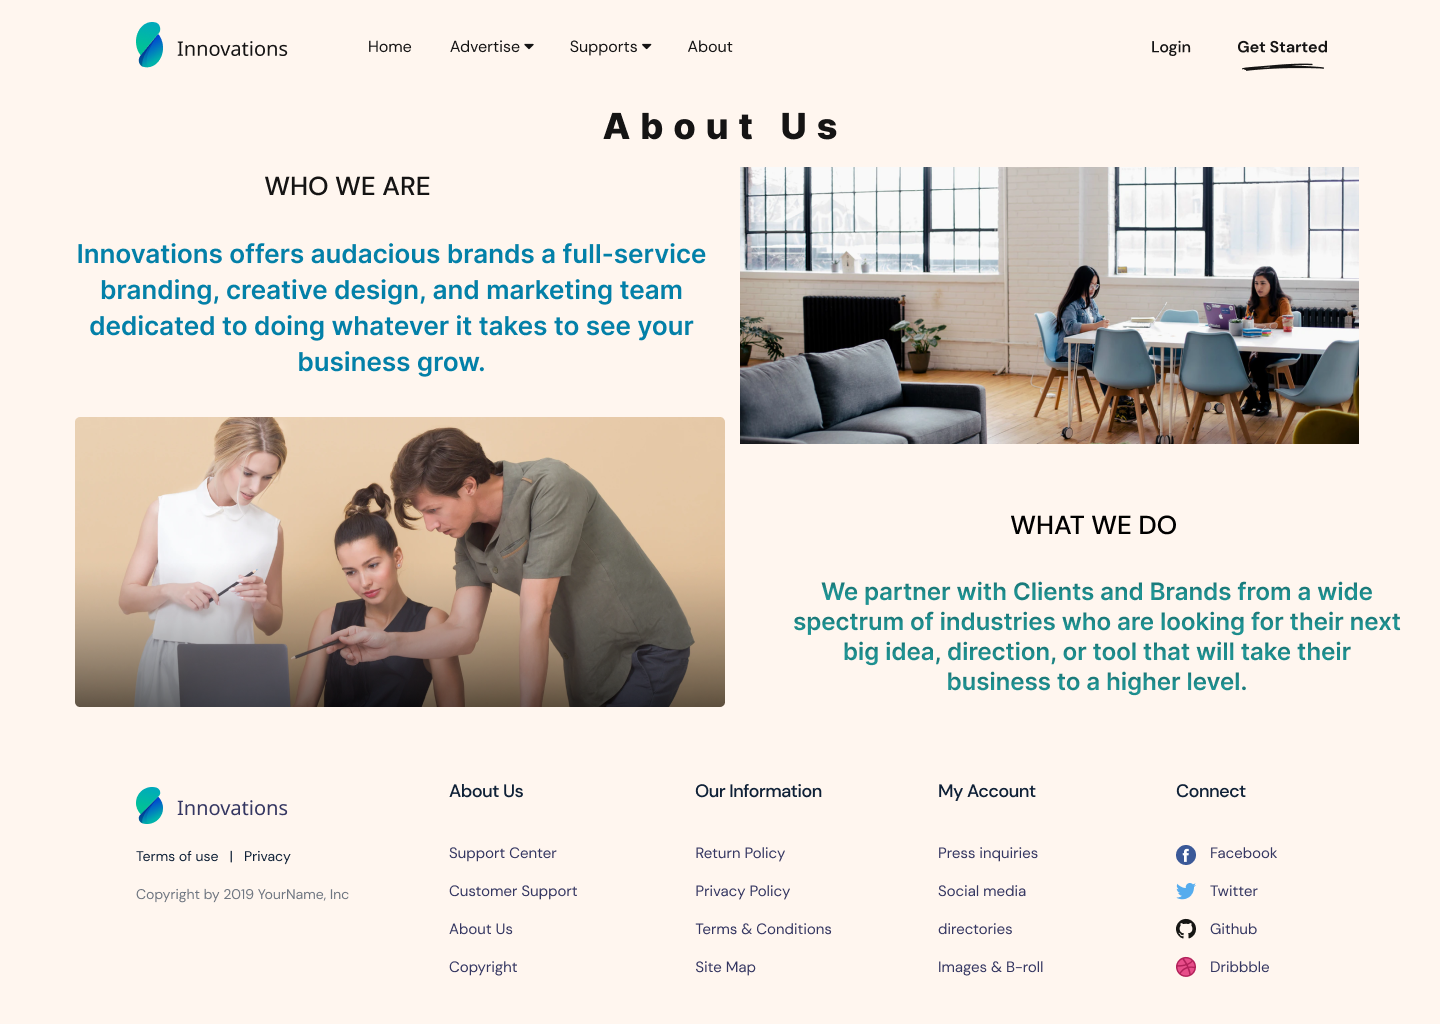 Innovations
Home
Advertise
Supports
About
Login
Get Started
About Us
WHO WE ARE
Innovations offers audacious brands a full-service
branding, creative design, and marketing team
dedicated to doing whatever it takes to see your
business grow.
WHAT WE DO
We partner with Clients and Brands from a wide
spectrum of industries who are looking for their next
big idea, direction, or tool that will take their
business to a higher level.
Innovations
Terms of use | Privacy
Copyright by 2019 YourName, Inc
About Us
Support Center
Customer Support
About Us
Copyright
Our Information
Return Policy
Privacy Policy
Terms & Conditions
Site Map
My Account
Press inquiries
Social media
directories
Images & B-roll
Connect
Facebook
Twitter
Github
Dribbble